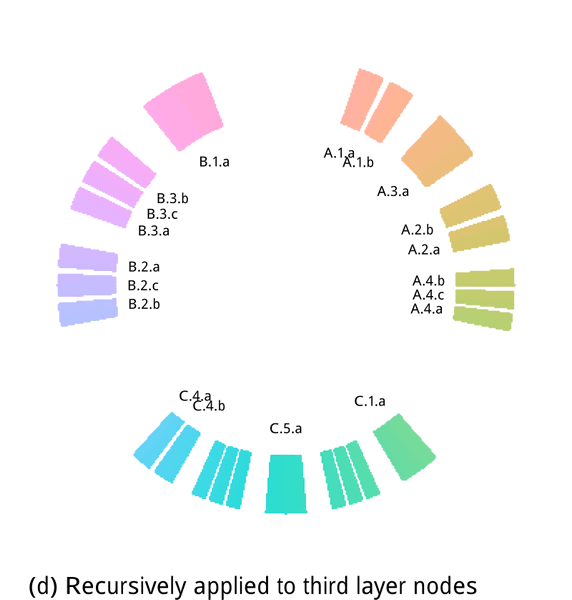 A.1.a
A.1.b
B.1.a
A.3.a
B.3.b
B.3.c
B.3.a
A.2.b
A.2.a
B.2.a
B.2.c
B.2.b
A.4.b
A.4.c
A.4.a
C.4.a
C.4.b
C.1.a
C.5.a
(d) Recursively applied to third layer nodes